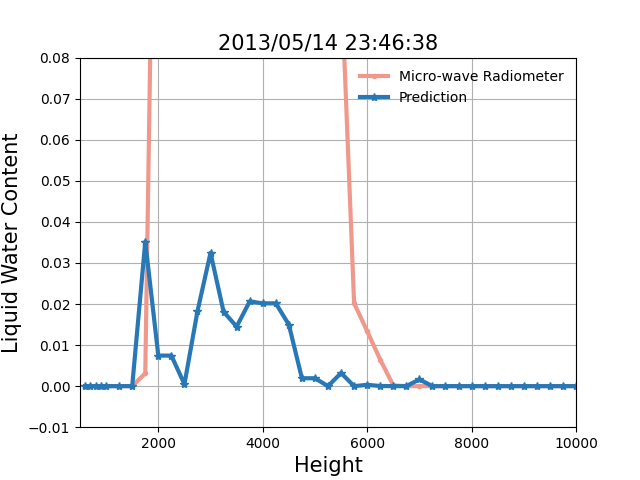 2013/05/14 23:46:38
0.08
0.07
0.06
0.05
0.04
0.03
0.02
0.01
0.00
−0.01
Liquid Water Content
Micro-wave Radiometer
Prediction
2000 4000 6000 8000 10000
Height